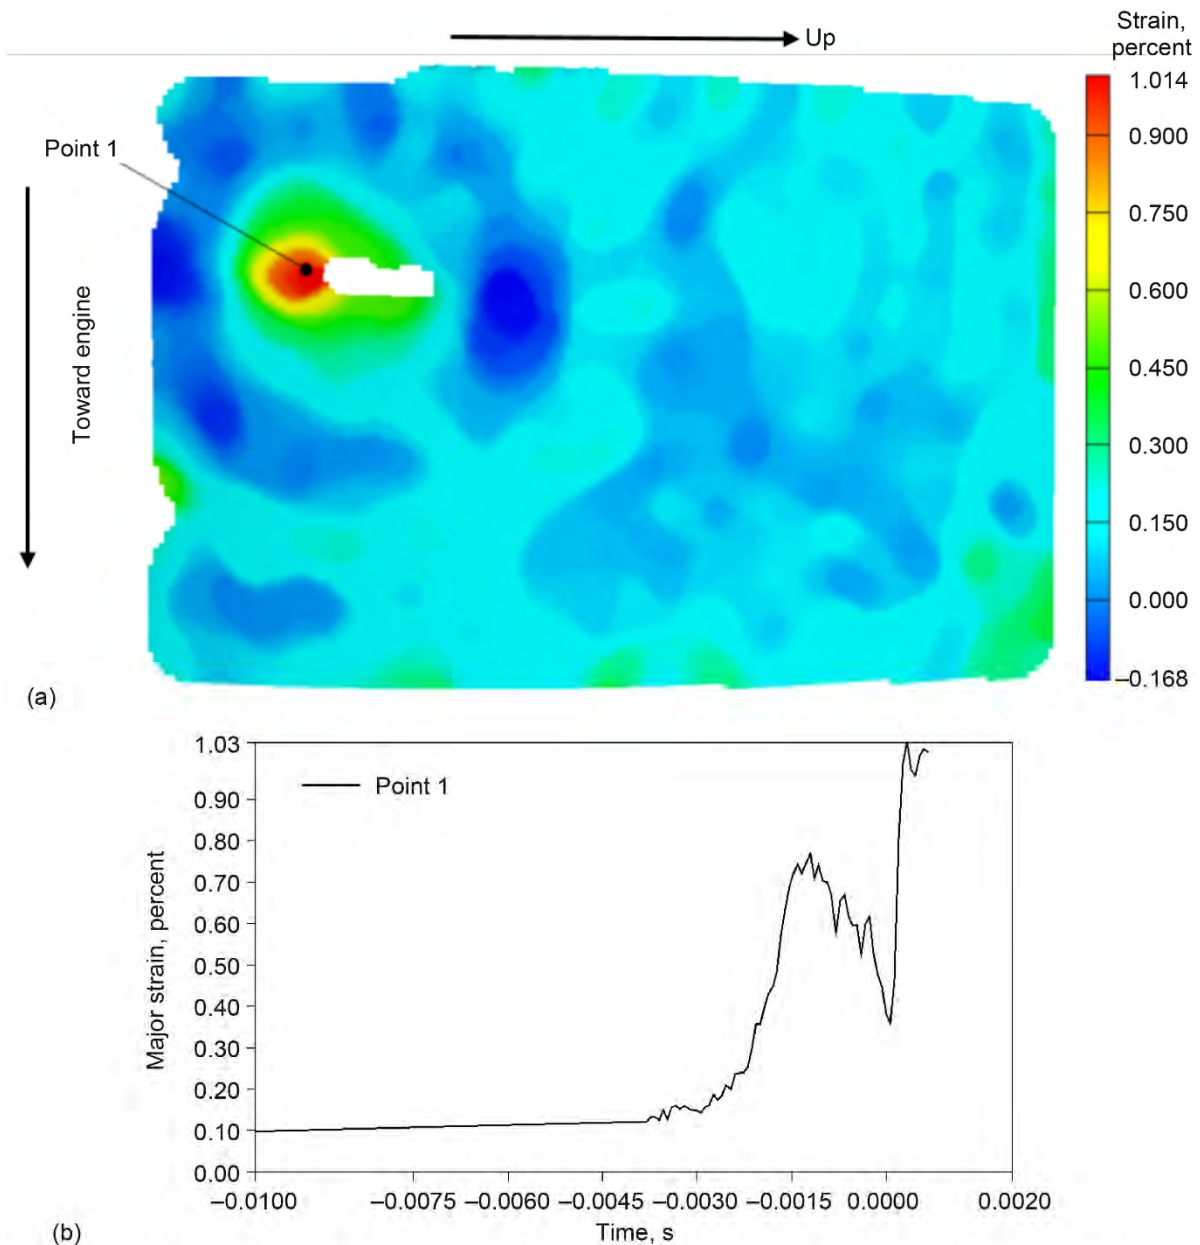 Strain,
percent
Up
1.014
Point 1
0.900
0.750
0.600
Toward engine
0.450
0.300
0.150
0.000
–0.168
(a)
1.03
Point 1
0.90
0.80
0.70
0.60
0.50
0.40
0.30
0.20
0.10
0.00
Major strain, percent
–0.0100 –0.0075 –0.0060 –0.0045 –0.0030 –0.0015 0.0000 0.0020
Time, s
(b)